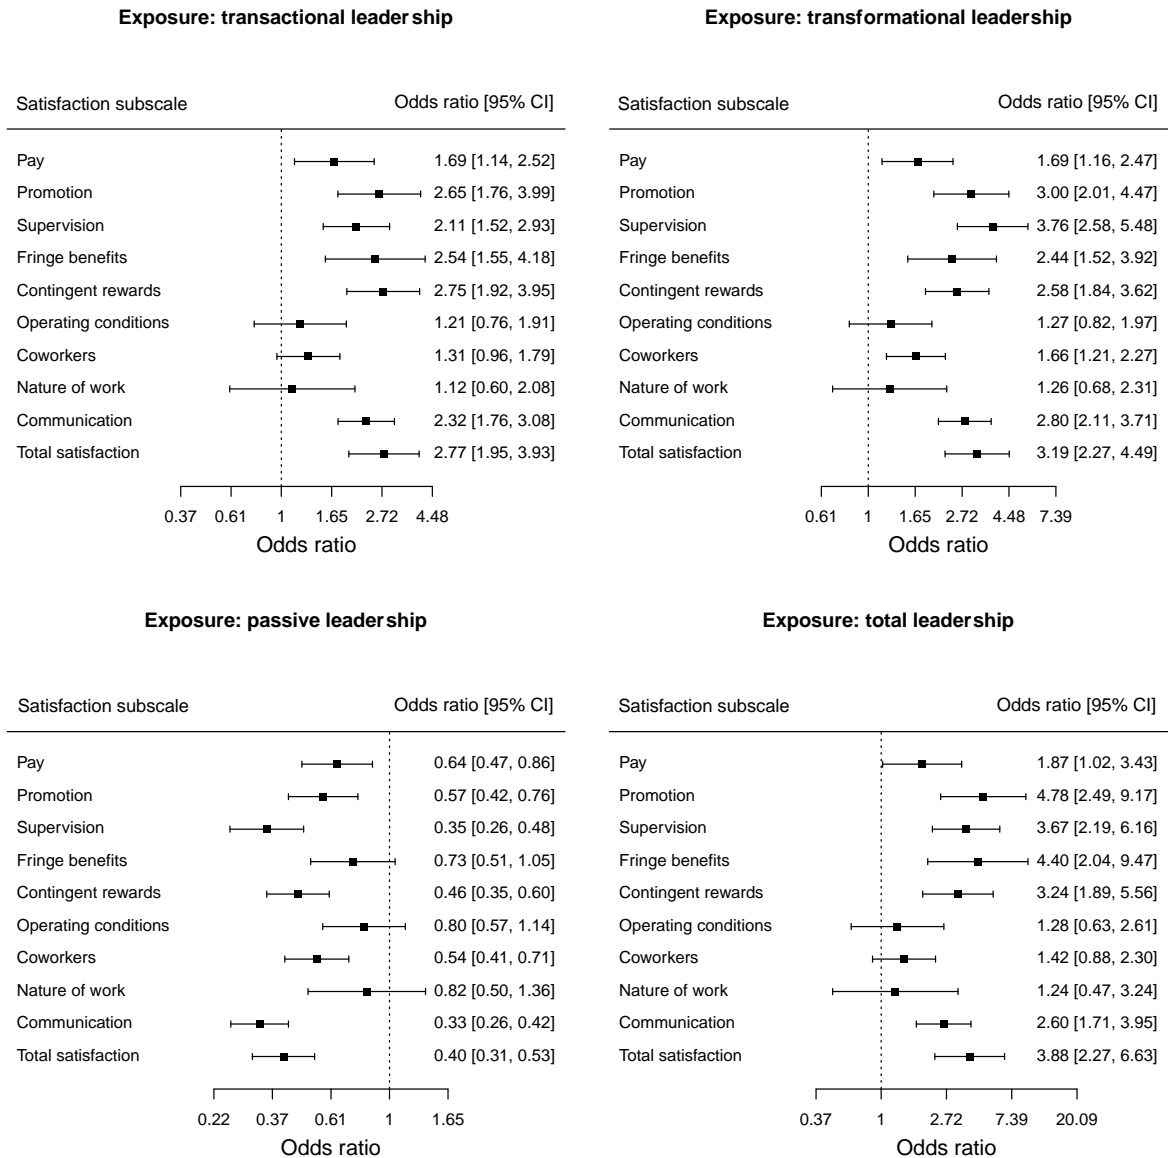 Exposure: transactional leadership
Satisfaction subscale Odds ratio [95% CI]
Pay 1.69 [1.14, 2.52]
Promotion 2.65 [1.76, 3.99]
Supervision 2.11 [1.52, 2.93]
Fringe benefits 2.54 [1.55, 4.18]
Contingent rewards 2.75 [1.92, 3.95]
Operating conditions 1.21 [0.76, 1.91]
Coworkers 1.31 [0.96, 1.79]
Nature of work 1.12 [0.60, 2.08]
Communication 2.32 [1.76, 3.08]
Total satisfaction 2.77 [1.95, 3.93]
0.37 0.61 1 1.65 2.72 4.48
Odds ratio
Exposure: transformational leadership
Satisfaction subscale Odds ratio [95% CI]
Pay 1.69 [1.16, 2.47]
Promotion 3.00 [2.01, 4.47]
Supervision 3.76 [2.58, 5.48]
Fringe benefits 2.44 [1.52, 3.92]
Contingent rewards 2.58 [1.84, 3.62]
Operating conditions 1.27 [0.82, 1.97]
Coworkers 1.66 [1.21, 2.27]
Nature of work 1.26 [0.68, 2.31]
Communication 2.80 [2.11, 3.71]
Total satisfaction 3.19 [2.27, 4.49]
0.61 1 1.65 2.72 4.48 7.39
Odds ratio
Exposure: passive leadership
Satisfaction subscale Odds ratio [95% CI]
Pay 0.64 [0.47, 0.86]
Promotion 0.57 [0.42, 0.76]
Supervision 0.35 [0.26, 0.48]
Fringe benefits 0.73 [0.51, 1.05]
Contingent rewards 0.46 [0.35, 0.60]
Operating conditions 0.80 [0.57, 1.14]
Coworkers 0.54 [0.41, 0.71]
Nature of work 0.82 [0.50, 1.36]
Communication 0.33 [0.26, 0.42]
Total satisfaction 0.40 [0.31, 0.53]
0.22 0.37 0.61 1 1.65
Odds ratio
Exposure: total leadership
Satisfaction subscale Odds ratio [95% CI]
Pay 1.87 [1.02, 3.43]
Promotion 4.78 [2.49, 9.17]
Supervision 3.67 [2.19, 6.16]
Fringe benefits 4.40 [2.04, 9.47]
Contingent rewards 3.24 [1.89, 5.56]
Operating conditions 1.28 [0.63, 2.61]
Coworkers 1.42 [0.88, 2.30]
Nature of work 1.24 [0.47, 3.24]
Communication 2.60 [1.71, 3.95]
Total satisfaction 3.88 [2.27, 6.63]
0.37 1 2.72 7.39 20.09
Odds ratio